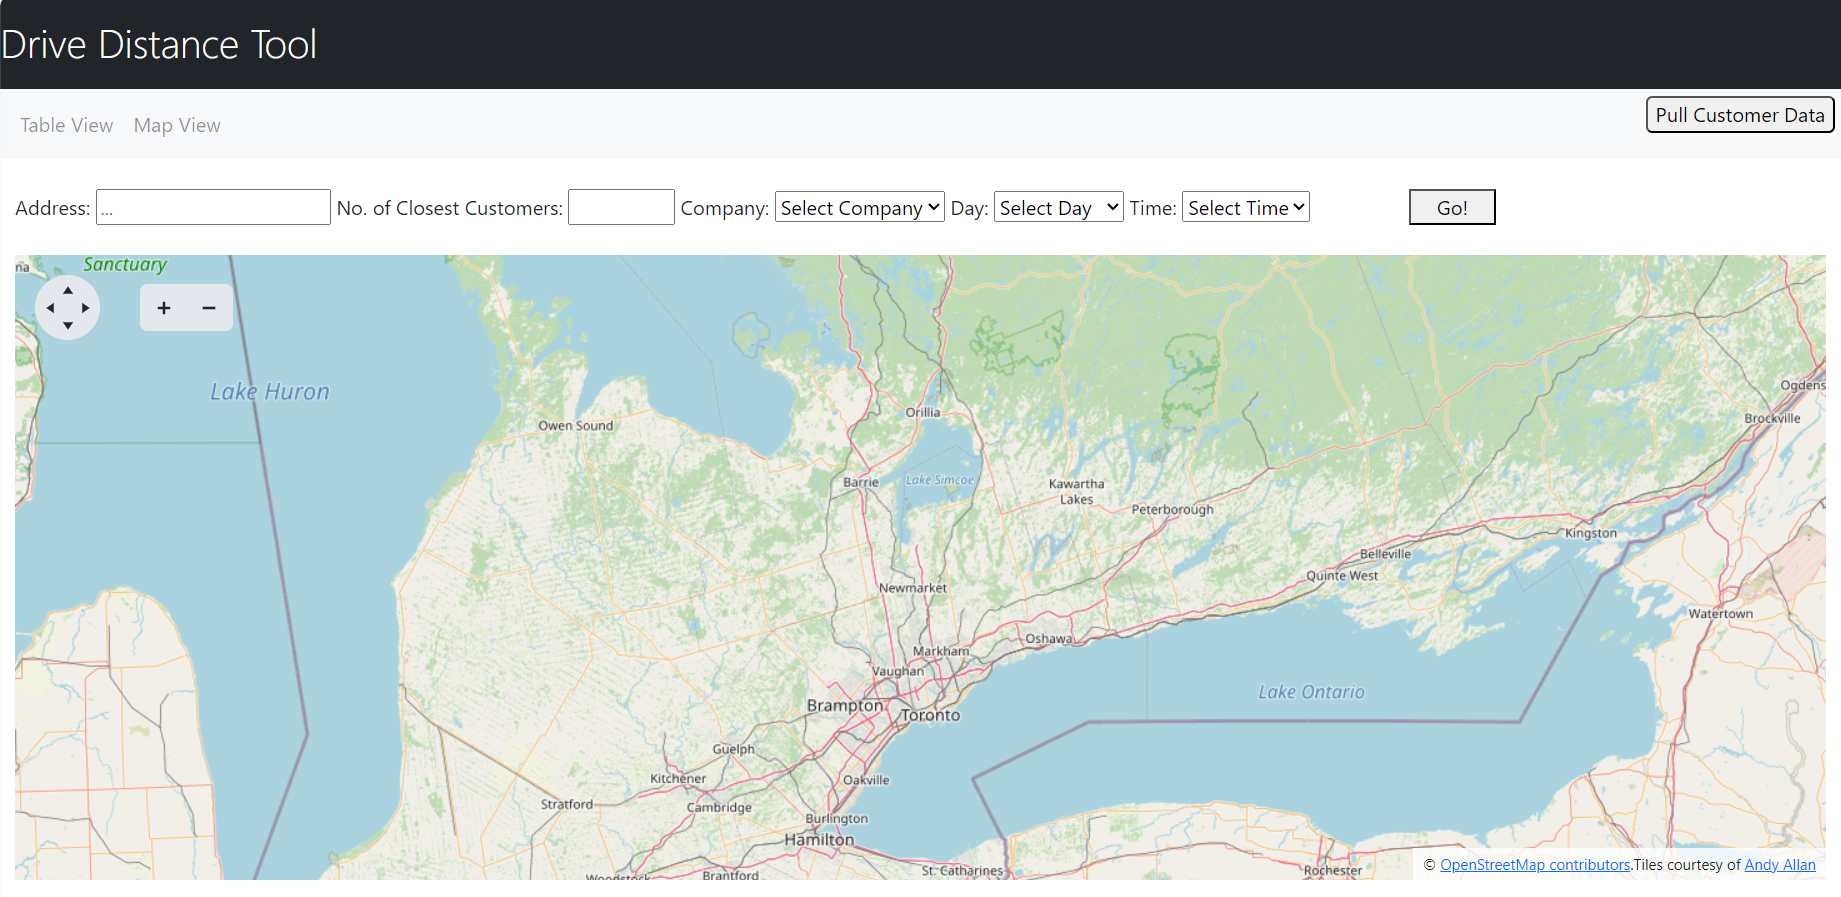 Drive Distance Tool
Table View Map View Pull Customer Data
Address: ... No. of Closest Customers: Company: Select Company Day: Select Day Time: Select Time Go!
na Sanctuary
+ −
Lake Huron
Ogdens
Orillia
Brockville
Owen Sound
Barrie
Lake Simcoe
Kawartha
Lakes
Peterborough
Kingston
Belleville
Quinte West
Newmarket
Watertown
Oshawa
Markham
Vaughan
Lake Ontario
Brampton
Toronto
Guelph
Kitchener
Oakville
Stratford
Cambridge
Burlington
Hamilton
© OpenStreetMap contributors.Tiles courtesy of Andy Allan
St. Catharines
Rochester
Woodstock
Brantford